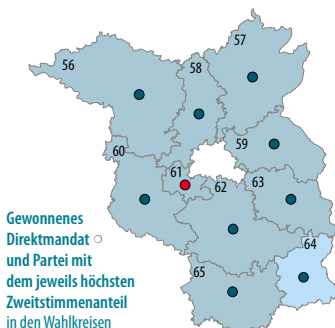 57
56
58
59
60
61
62
63
64
65
Gewonnenes
Direktmandat
und Partei mit
dem jeweils höchsten
Zweitstimmenanteil
in den Wahlkreisen